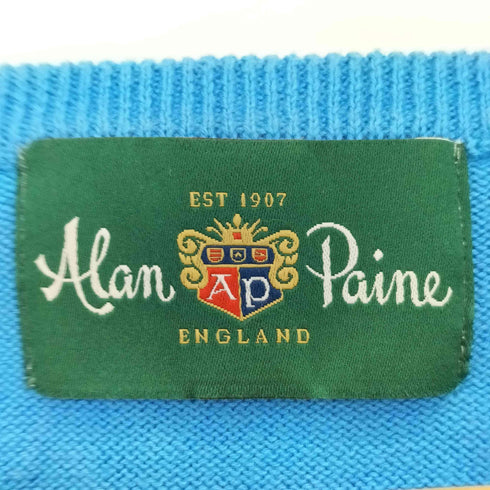 EST 1907
Alan AP Paine
ENGLAND